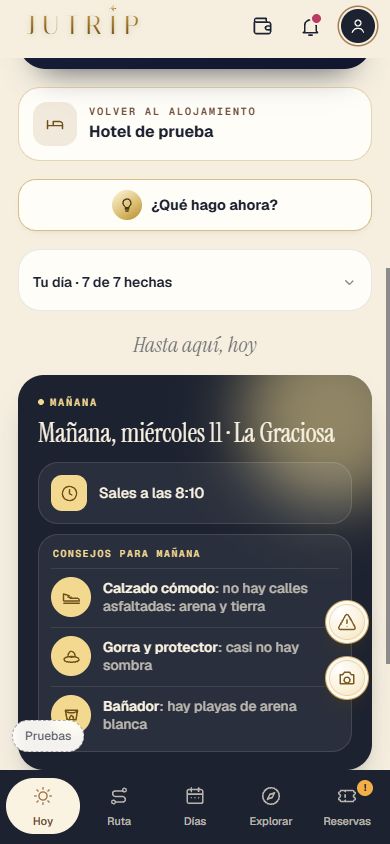 JUTRIP
VOLVER AL ALOJAMIENTO
Hotel de prueba
¿Qué hago ahora?
Tu día · 7 de 7 hechas
Hasta aquí, hoy
MAÑANA
Mañana, miércoles 11 · La Graciosa
Sales a las 8:10
CONSEJOS PARA MAÑANA
Calzado cómodo: no hay calles
asfaltadas: arena y tierra
Gorra y protector: casi no hay
sombra
Bañador: hay playas de arena
blanca
Pruebas
!
Hoy
Ruta
Días
Explorar
Reservas